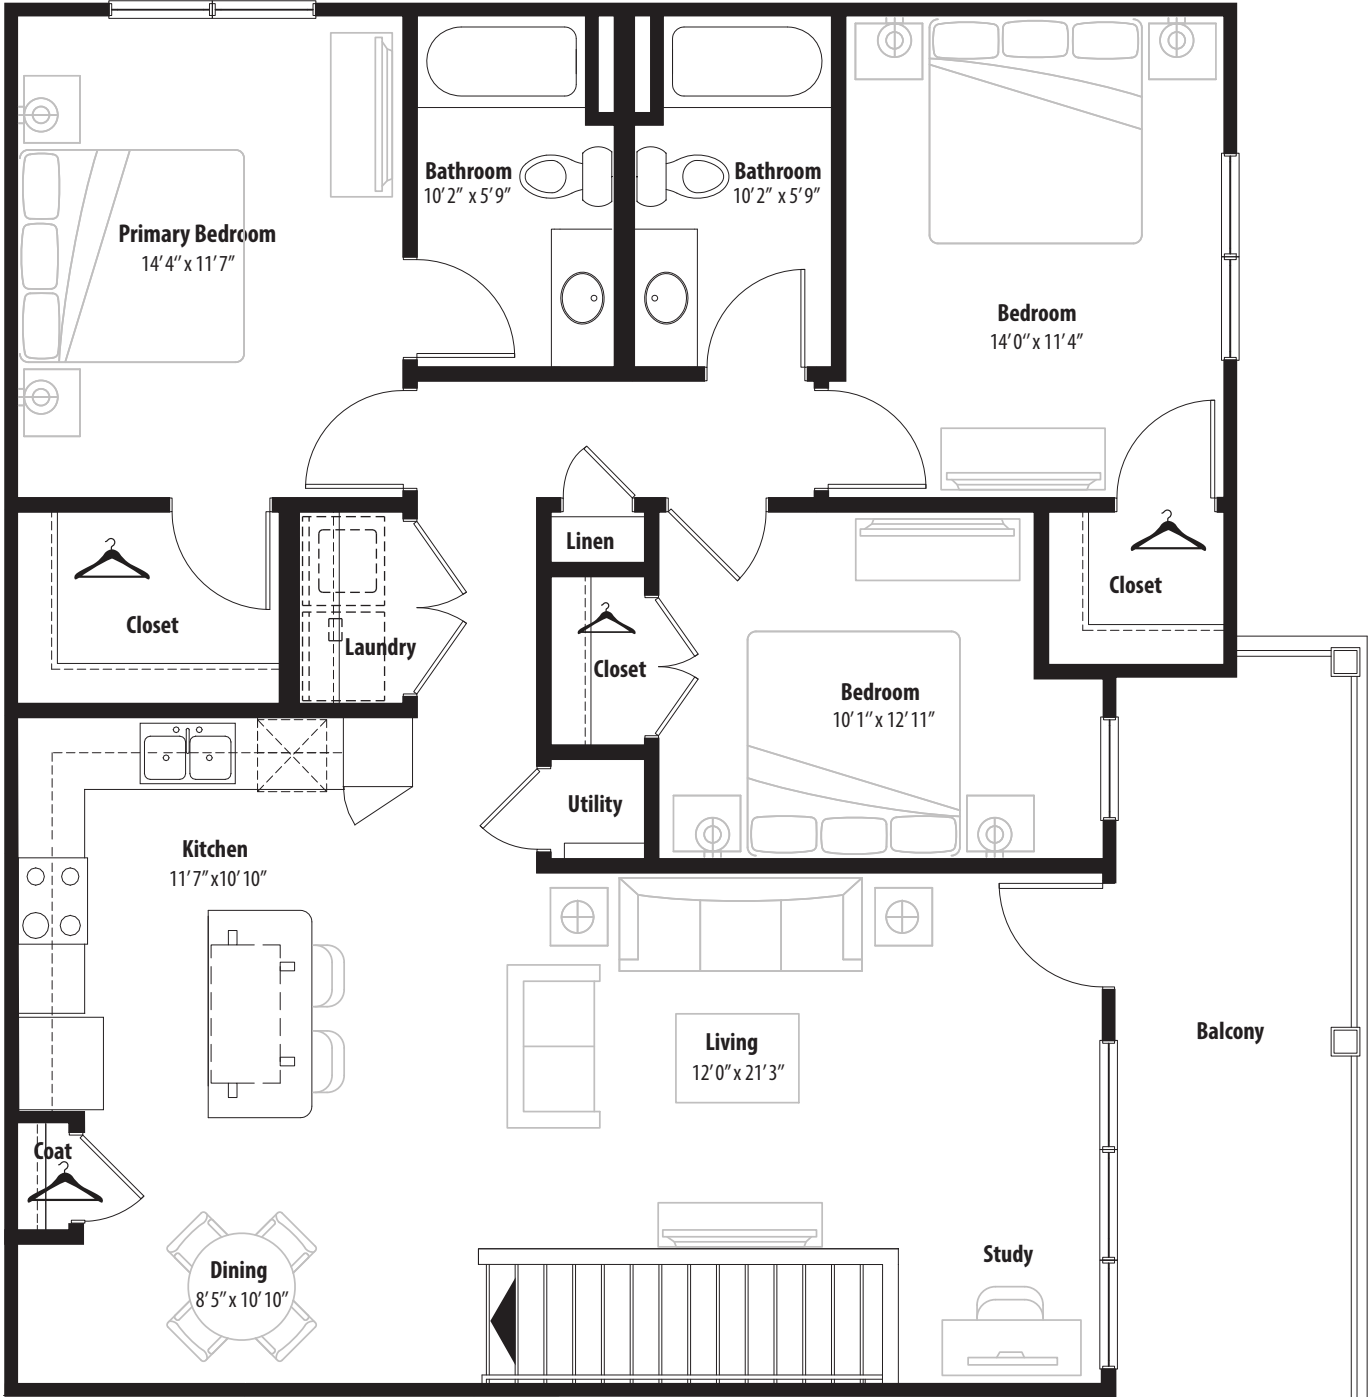 Bathroom
10'2" x 5'9"
Bathroom
10'2" x 5'9"
Primary Bedroom
14'4" x 11'7"
Bedroom
14'0" x 11'4"
Linen
Closet
Closet
Laundry
Closet
Bedroom
10'1" x 12'11"
Utility
Kitchen
11'7" x10'10"
Living
12'0" x 21'3"
Balcony
Coat
Study
Dining
8'5" x 10'10"